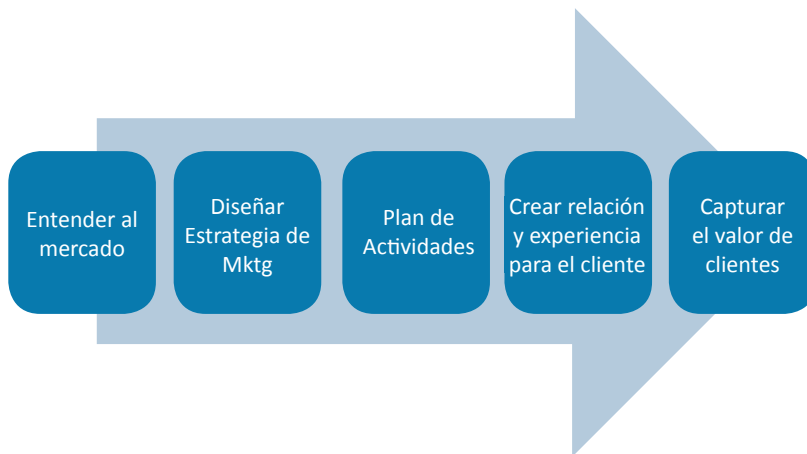 Entender al
mercado
Diseñar
Estrategia de
Mktg
Plan de
Actividades
Crear relación
y experiencia
para el cliente
Capturar
el valor de
clientes